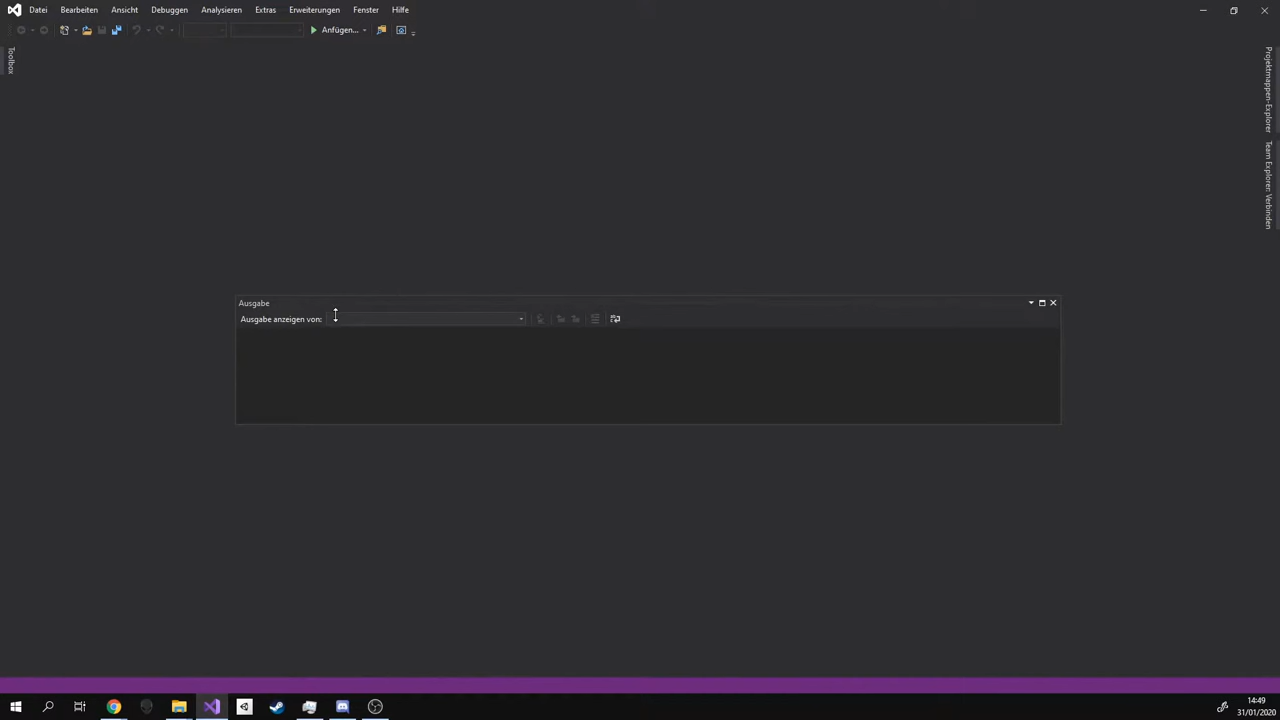 Datei Bearbeiten Ansicht Debuggen Analysieren Extras Erweiterungen Fenster Hilfe
Anfügen...
Toolbox
Projektmappen-Explorer
Team Explorer: Verbinden
Ausgabe
Ausgabe anzeigen von:
14:49
31/01/2020